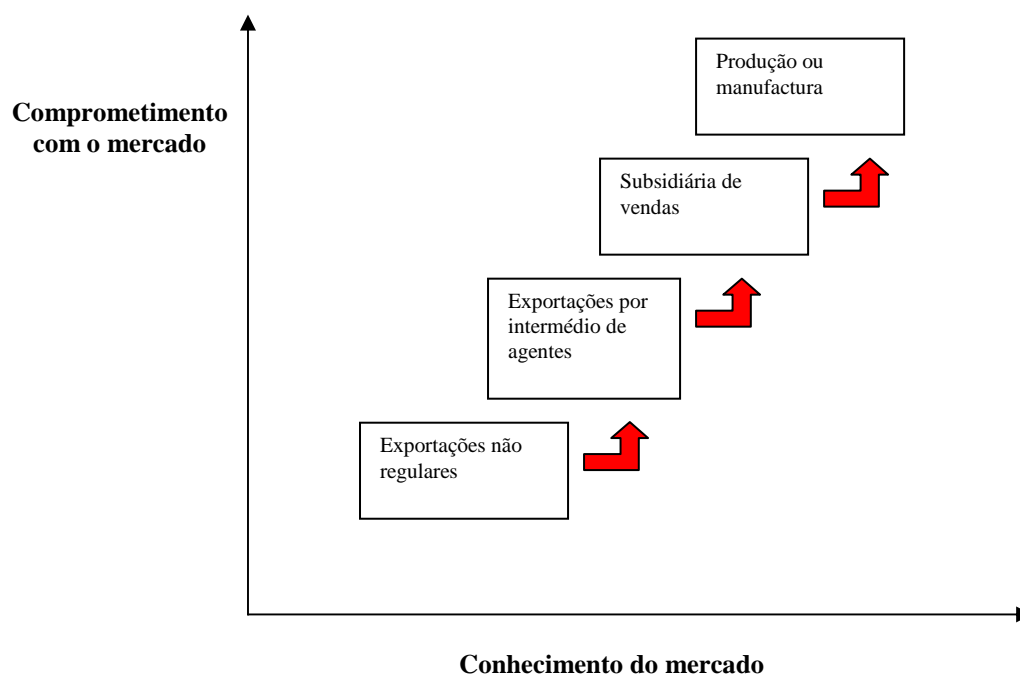 Produção ou
manufactura
Comprometimento
com o mercado
Subsidiária de
vendas
Exportações por
intermédio de
agentes
Exportações não
regulares
Conhecimento do mercado